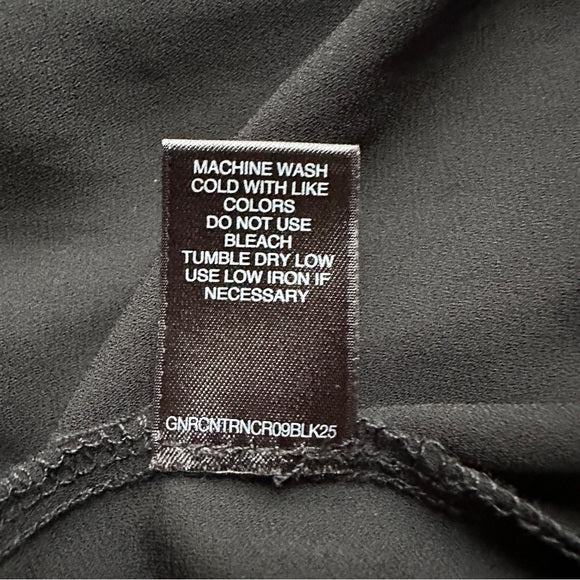 MACHINE WASH
COLD WITH LIKE
COLORS
DO NOT USE
BLEACH
TUMBLE DRY LOW
USE LOW IRON IF
NECESSARY
GNRCNTRNCR09BLK25